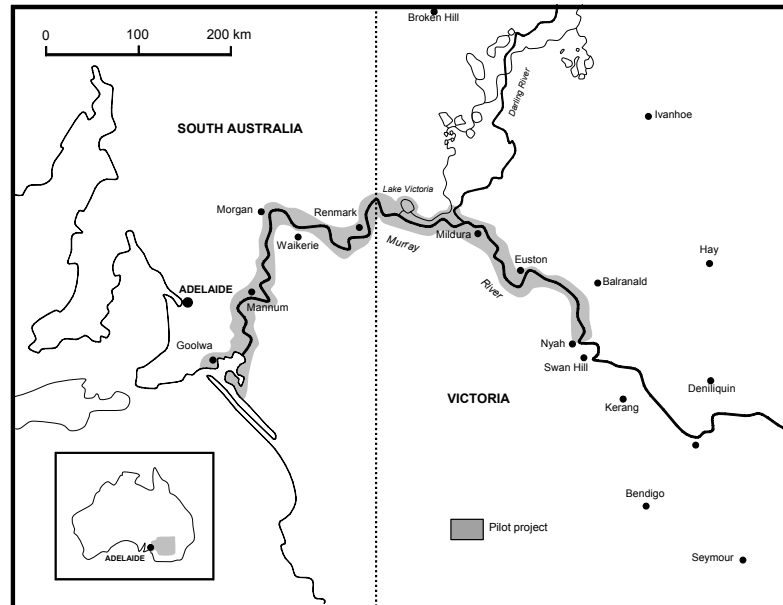 Broken Hill
0 100 200 km
Darling River
Ivanhoe
SOUTH AUSTRALIA
Lake Victoria
Morgan
Renmark
Waikerie
Mildura
Murray
River
Euston
Hay
Balranald
ADELAIDE
Mannum
Goolwa
Nyah
Swan Hill
VICTORIA
Deniliquin
Kerang
Bendigo
Pilot project
ADELAIDE
Seymour